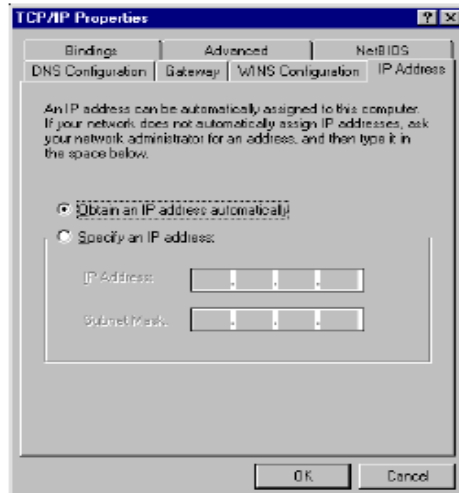 TCP/IP Properties
Bindings Advanced NetBIOS
DNS Configuration Gateway WINS Configuration IP Address
An IP address can be automatically assigned to this computer.
If your network does not automatically assign IP addresses, ask
your network administrator for an address, and then type it in
the space below.
Obtain an IP address automatically
Specify an IP address:
IP Address:
Subnet Mask:
OK Cancel